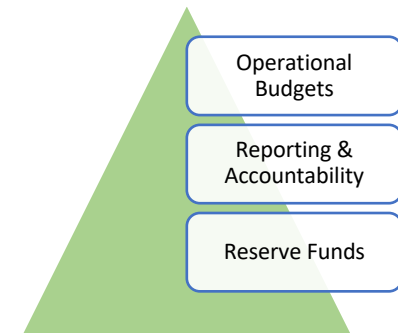 Operational
Budgets
Reporting &
Accountability
Reserve Funds